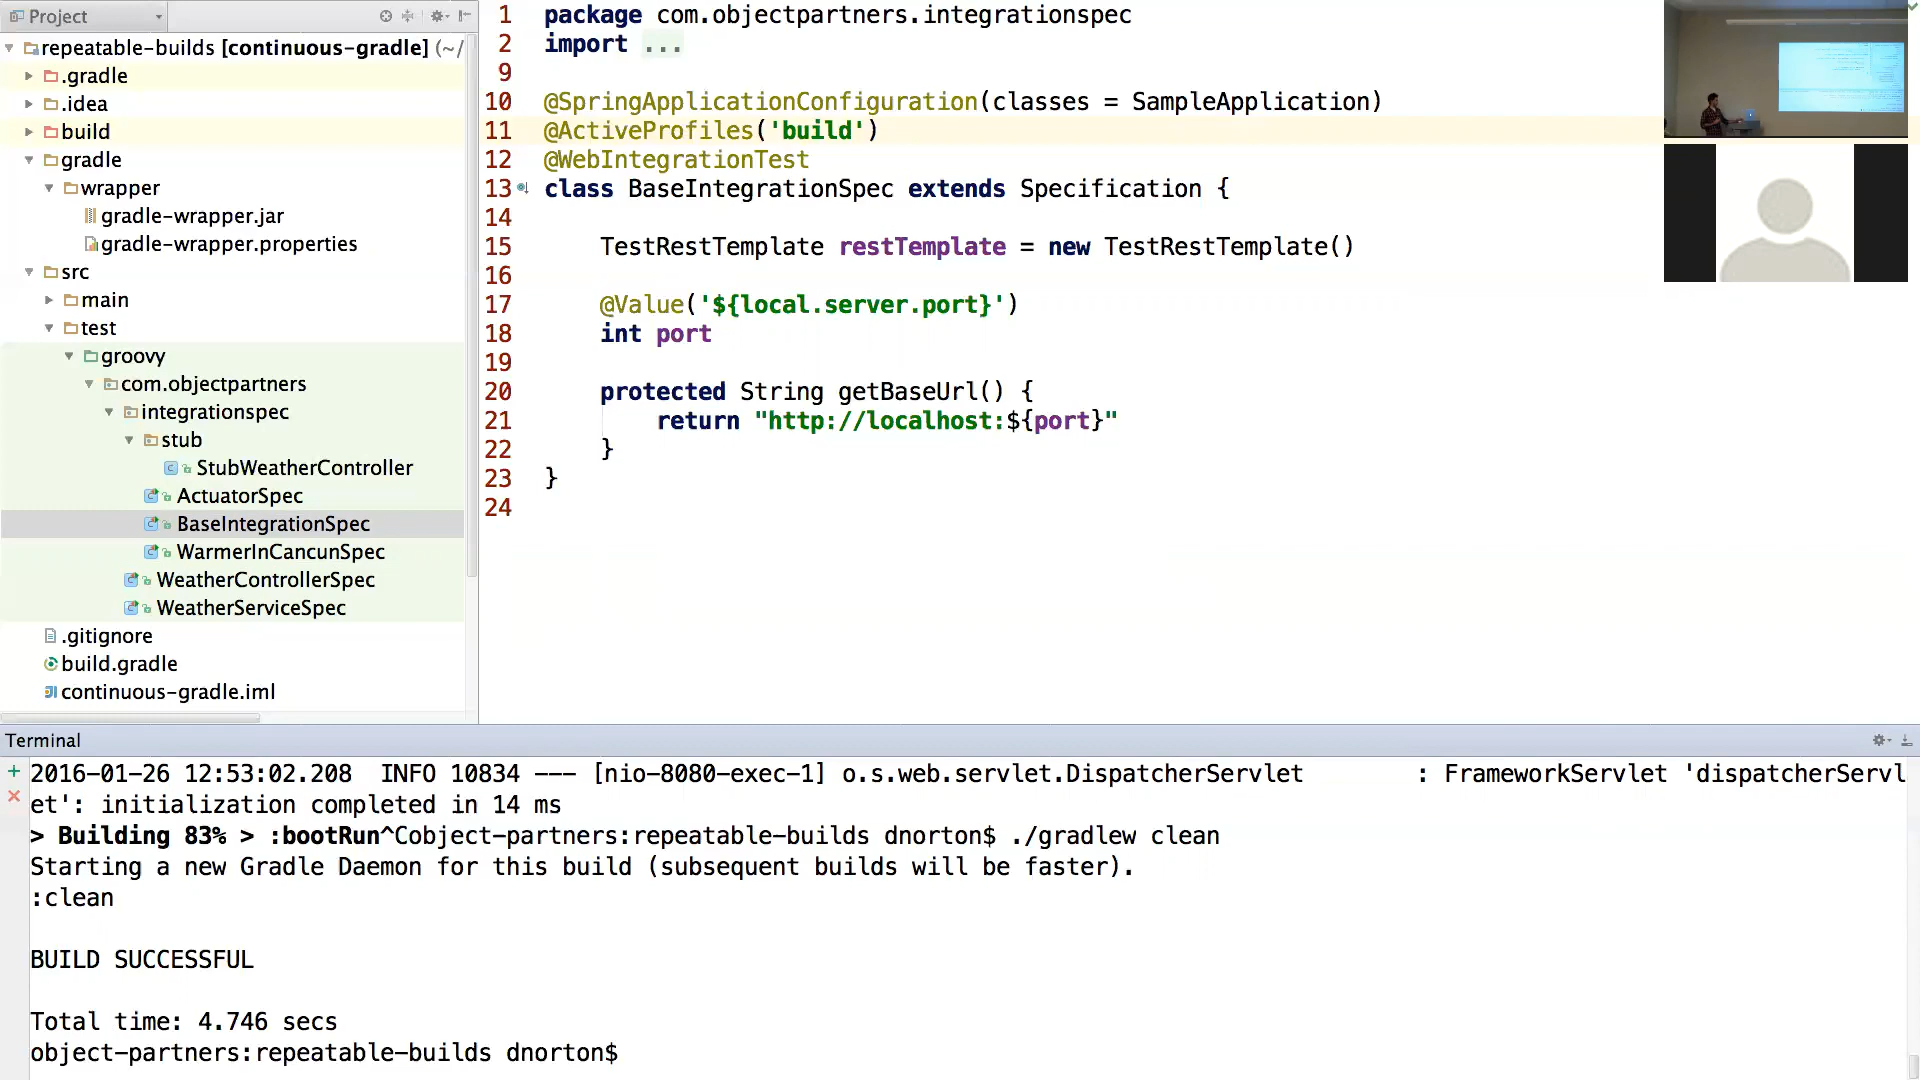 Project
repeatable-builds [continuous-gradle] (~/
.gradle
.idea
build
gradle
wrapper
gradle-wrapper.jar
gradle-wrapper.properties
src
main
test
groovy
com.objectpartners
integrationspec
stub
StubWeatherController
ActuatorSpec
BaseIntegrationSpec
WarmerInCancunSpec
WeatherControllerSpec
WeatherServiceSpec
.gitignore
build.gradle
continuous-gradle.iml
1 package com.objectpartners.integrationspec
2 import ...
9
10 @SpringApplicationConfiguration(classes = SampleApplication)
11 @ActiveProfiles('build')
12 @WebIntegrationTest
13 class BaseIntegrationSpec extends Specification {
14
15 TestRestTemplate restTemplate = new TestRestTemplate()
16
17 @Value('${local.server.port}')
18 int port
19
20 protected String getBaseUrl() {
21 return "http://localhost:${port}"
22 }
23 }
24
Terminal
2016-01-26 12:53:02.208 INFO 10834 --- [nio-8080-exec-1] o.s.web.servlet.DispatcherServlet : FrameworkServlet 'dispatcherServl
et': initialization completed in 14 ms
> Building 83% > :bootRun^Cobject-partners:repeatable-builds dnorton$ ./gradlew clean
Starting a new Gradle Daemon for this build (subsequent builds will be faster).
:clean
BUILD SUCCESSFUL
Total time: 4.746 secs
object-partners:repeatable-builds dnorton$